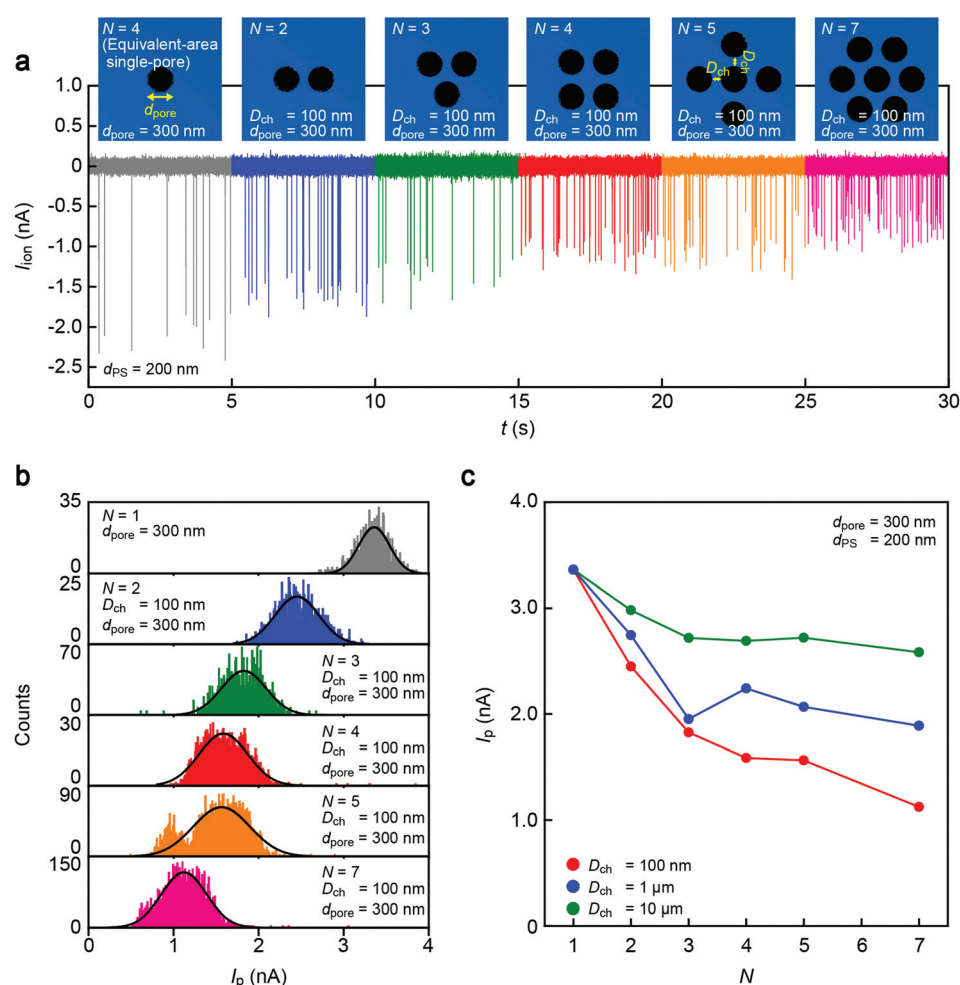 a
N = 4
(Equivalent-area
single-pore)
dpore
dpore = 300 nm
N = 2
Dch = 100 nm
dpore = 300 nm
N = 3
Dch = 100 nm
dpore = 300 nm
N = 4
Dch = 100 nm
dpore = 300 nm
N = 5
Dch
Dch
Dch = 100 nm
dpore = 300 nm
N = 7
Dch = 100 nm
dpore = 300 nm
Iion (nA)
1.0
0.5
0
-0.5
-1.0
-1.5
-2.0
-2.5
dPS = 200 nm
0 5 10 15 20 25 30
t (s)
b
Counts
35
0
N = 1
dpore = 300 nm
25
0
N = 2
Dch = 100 nm
dpore = 300 nm
70
0
N = 3
Dch = 100 nm
dpore = 300 nm
30
0
N = 4
Dch = 100 nm
dpore = 300 nm
90
0
N = 5
Dch = 100 nm
dpore = 300 nm
150
0
N = 7
Dch = 100 nm
dpore = 300 nm
0 1 2 3 4
Ip (nA)
c
Ip (nA)
4.0
3.0
2.0
1.0
0
dpore = 300 nm
dPS = 200 nm
Dch = 100 nm
Dch = 1 µm
Dch = 10 µm
1 2 3 4 5 7
N